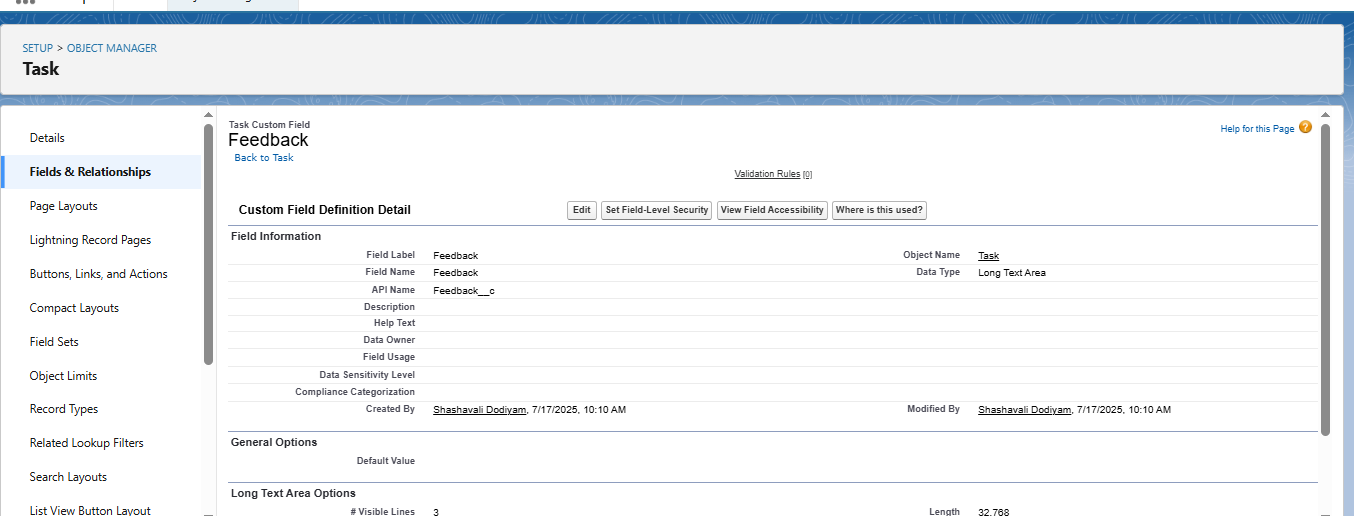 SETUP > OBJECT MANAGER
Task
Details
Fields & Relationships
Page Layouts
Lightning Record Pages
Buttons, Links, and Actions
Compact Layouts
Field Sets
Object Limits
Record Types
Related Lookup Filters
Search Layouts
List View Button Layout
Task Custom Field
Feedback
Back to Task
Help for this Page ?
Validation Rules [0]
Custom Field Definition Detail Edit Set Field-Level Security View Field Accessibility Where is this used?
Field Information
Field Label Feedback Object Name Task
Field Name Feedback Data Type Long Text Area
API Name Feedback__c
Description
Help Text
Data Owner
Field Usage
Data Sensitivity Level
Compliance Categorization
Created By Shashavali Dodiyam, 7/17/2025, 10:10 AM Modified By Shashavali Dodiyam, 7/17/2025, 10:10 AM
General Options
Default Value
Long Text Area Options
# Visible Lines 3 Length 32,768